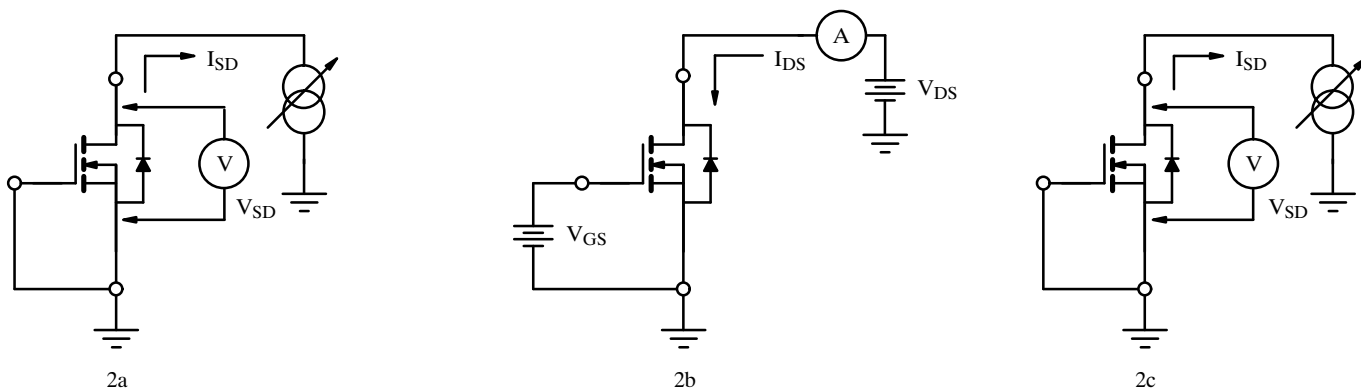 I_SD
V
V_SD
2a
A
I_DS
V_DS
V_GS
2b
I_SD
V
V_SD
2c